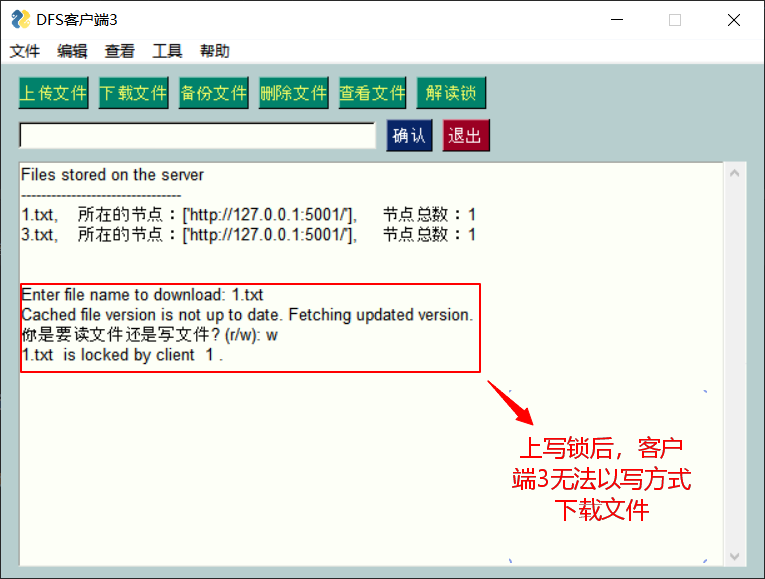 DFS客户端3
文件 编辑 查看 工具 帮助
上传文件 下载文件 备份文件 删除文件 查看文件 解读锁
确认 退出
Files stored on the server
--------------------------------
1.txt, 所在的节点：['http://127.0.0.1:5001/'], 节点总数：1
3.txt, 所在的节点：['http://127.0.0.1:5001/'], 节点总数：1
Enter file name to download: 1.txt
Cached file version is not up to date. Fetching updated version.
你是要读文件还是写文件? (r/w): w
1.txt is locked by client 1 .
上写锁后，客户
端3无法以写方式
下载文件